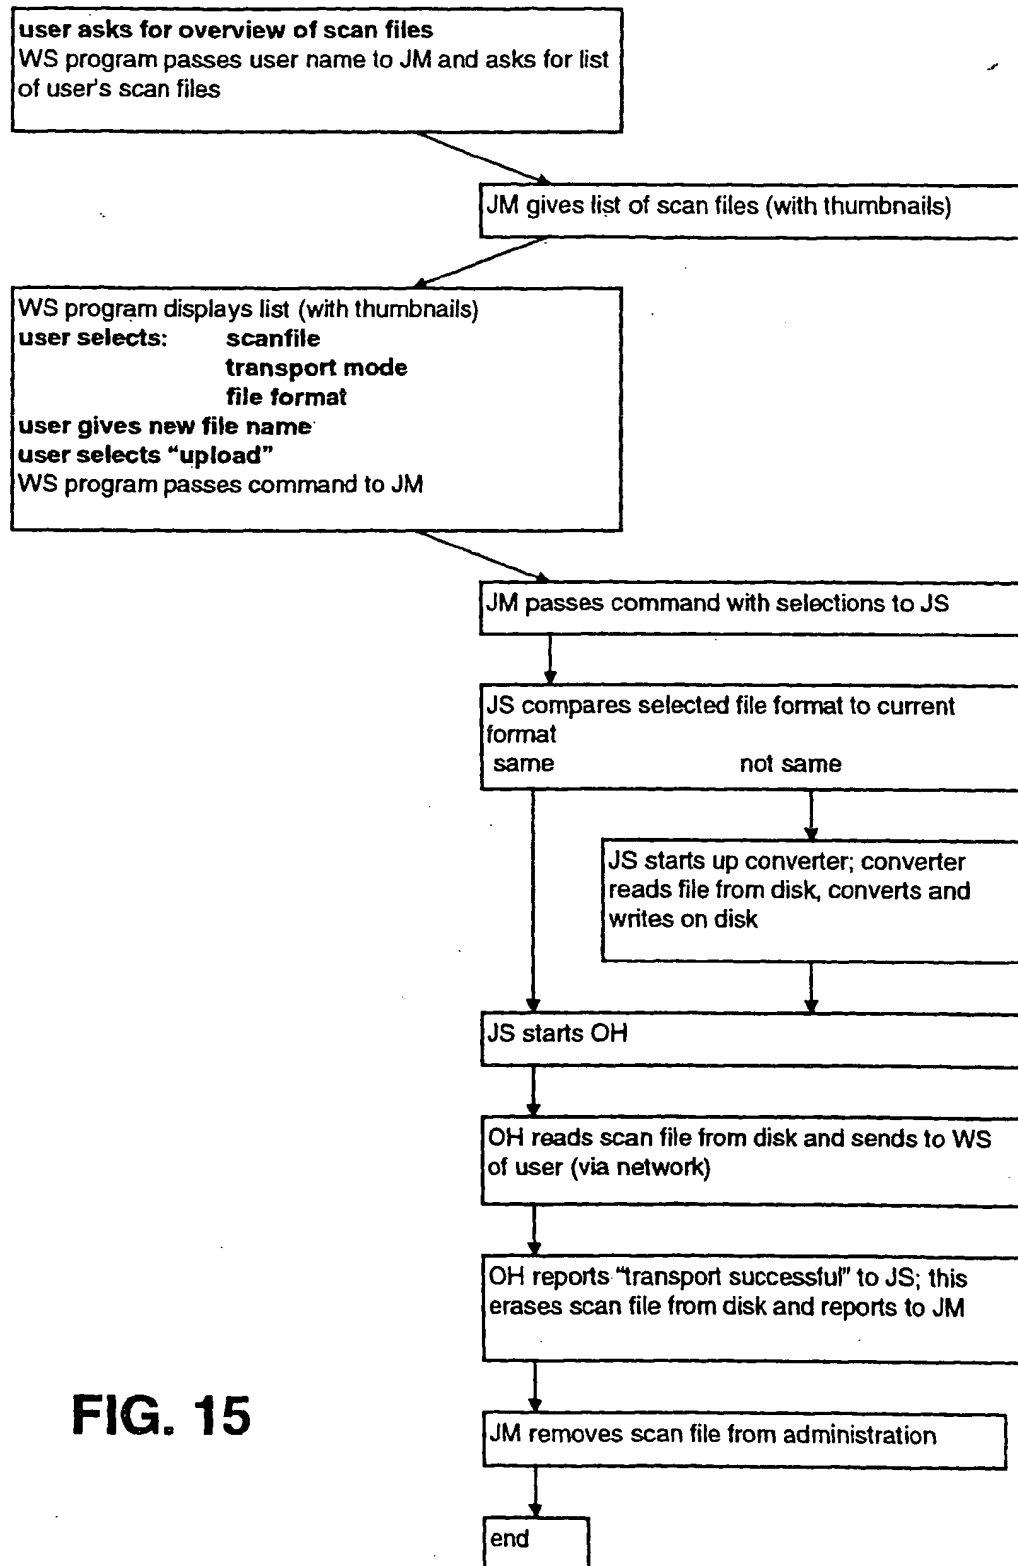 user asks for overview of scan files
WS program passes user name to JM and asks for list
of user's scan files
JM gives list of scan files (with thumbnails)
WS program displays list (with thumbnails)
user selects: scanfile
transport mode
file format
user gives new file name
user selects "upload"
WS program passes command to JM
JM passes command with selections to JS
JS compares selected file format to current
format
same not same
JS starts up converter; converter
reads file from disk, converts and
writes on disk
JS starts OH
OH reads scan file from disk and sends to WS
of user (via network)
OH reports "transport successful" to JS; this
erases scan file from disk and reports to JM
JM removes scan file from administration
end
FIG. 15